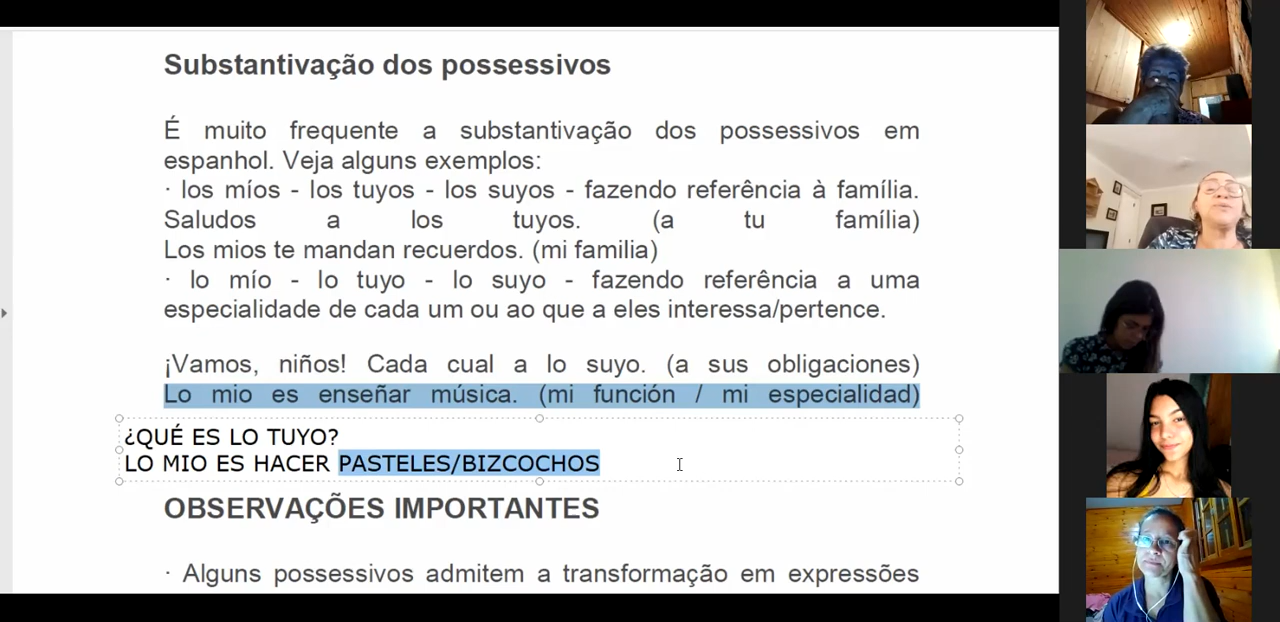 Substantivação dos possessivos
É muito frequente a substantivação dos possessivos em
espanhol. Veja alguns exemplos:
· los míos - los tuyos - los suyos - fazendo referência à família.
Saludos a los tuyos. (a tu família)
Los mios te mandan recuerdos. (mi familia)
· lo mío - lo tuyo - lo suyo - fazendo referência a uma
especialidade de cada um ou ao que a eles interessa/pertence.
¡Vamos, niños! Cada cual a lo suyo. (a sus obligaciones)
Lo mio es enseñar música. (mi función / mi especialidad)
¿QUÉ ES LO TUYO?
LO MIO ES HACER PASTELES/BIZCOCHOS
OBSERVAÇÕES IMPORTANTES
· Alguns possessivos admitem a transformação em expressões